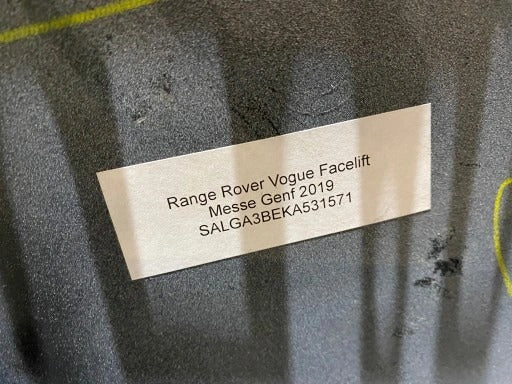 Range Rover Vogue Facelift
Messe Genf 2019
SALGA3BEKA531571